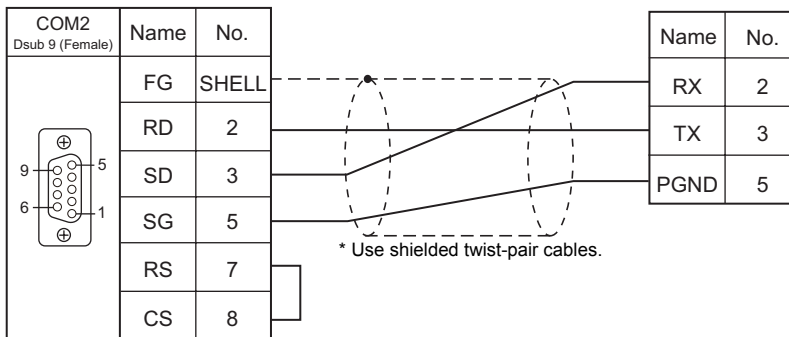 COM2
Dsub 9 (Female)
Name No.
FG SHELL
RD 2
SD 3
SG 5
RS 7
CS 8
9
5
6
1
* Use shielded twist-pair cables.
Name No.
RX 2
TX 3
PGND 5